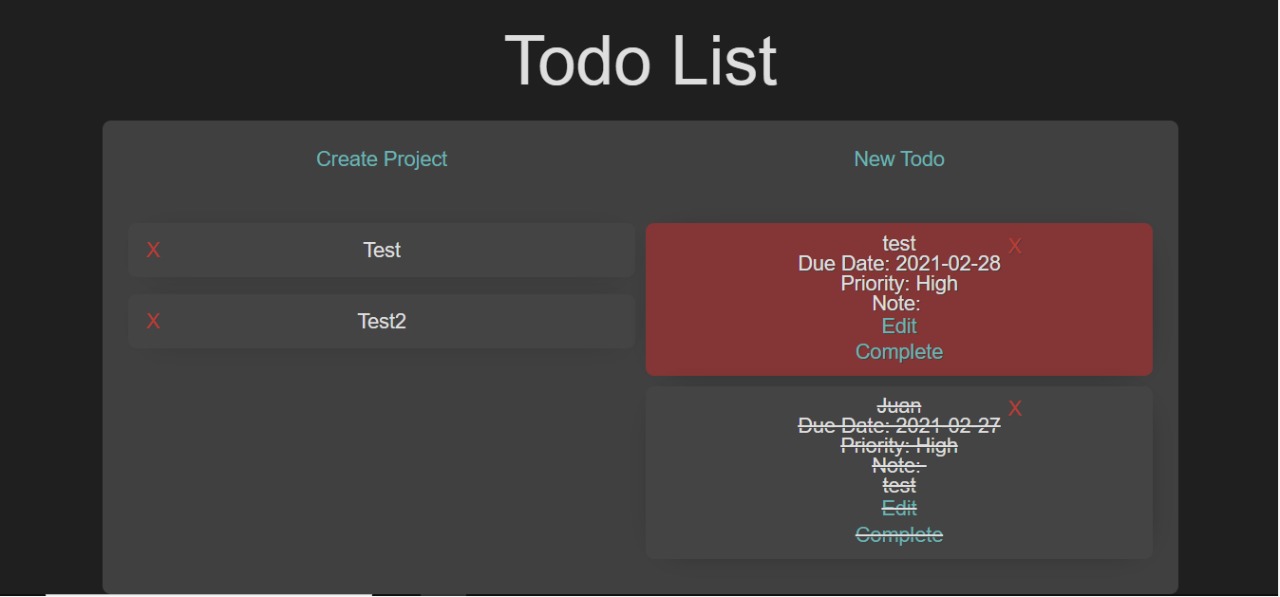 Todo List
Create Project
New Todo
X
Test
X
Test2
test
X
Due Date: 2021-02-28
Priority: High
Note:
Edit
Complete
Juan
X
Due Date: 2021-02-27
Priority: High
Note:
test
Edit
Complete